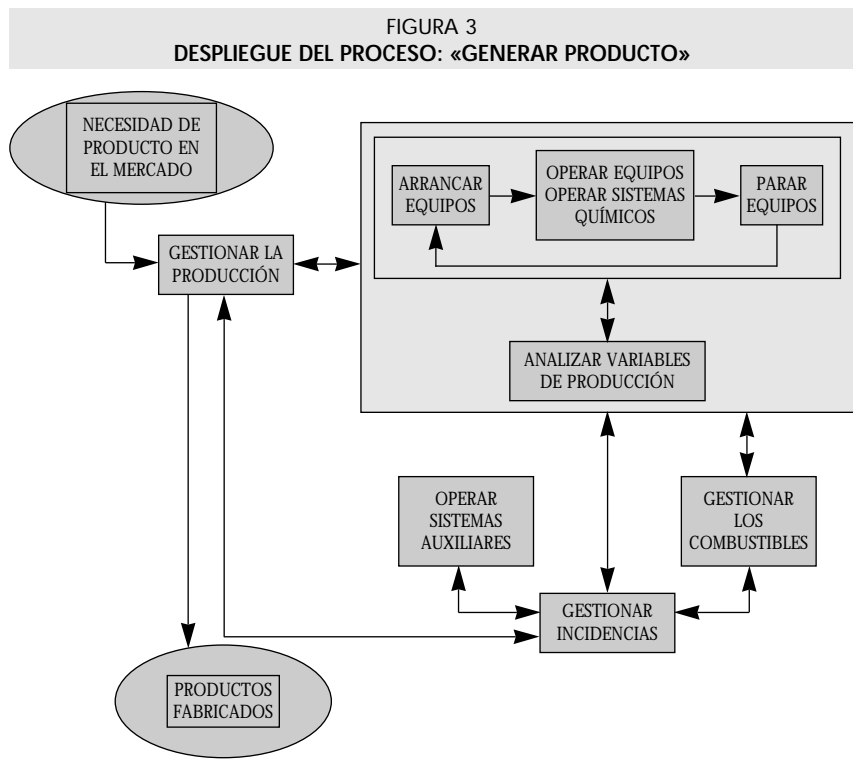 FIGURA 3
DESPLIEGUE DEL PROCESO: «GENERAR PRODUCTO»
NECESIDAD DE
PRODUCTO EN
EL MERCADO
ARRANCAR
EQUIPOS
OPERAR EQUIPOS
OPERAR SISTEMAS
QUÍMICOS
PARAR
EQUIPOS
GESTIONAR LA
PRODUCCIÓN
ANALIZAR VARIABLES
DE PRODUCCIÓN
OPERAR
SISTEMAS
AUXILIARES
GESTIONAR
LOS
COMBUSTIBLES
GESTIONAR
INCIDENCIAS
PRODUCTOS
FABRICADOS